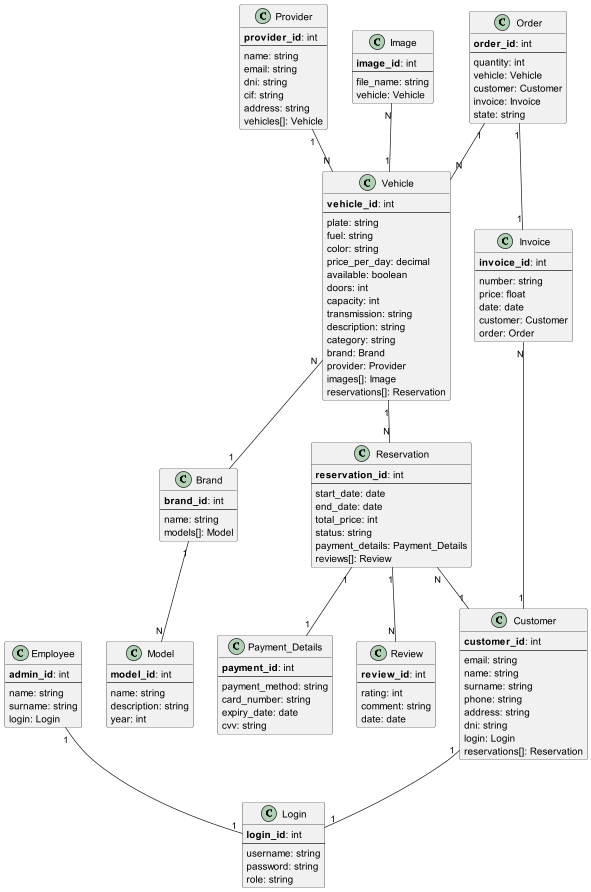 C Provider
provider_id: int
name: string
email: string
dni: string
cif: string
address: string
vehicles[]: Vehicle
C Image
image_id: int
file_name: string
vehicle: Vehicle
C Order
order_id: int
quantity: int
vehicle: Vehicle
customer: Customer
invoice: Invoice
state: string
1
N
N
1
1
N
1
1
C Vehicle
vehicle_id: int
plate: string
fuel: string
color: string
price_per_day: decimal
available: boolean
doors: int
capacity: int
transmission: string
description: string
category: string
brand: Brand
provider: Provider
images[]: Image
reservations[]: Reservation
C Invoice
invoice_id: int
number: string
price: float
date: date
customer: Customer
order: Order
N
1
1
N
N
1
C Brand
brand_id: int
name: string
models[]: Model
C Reservation
reservation_id: int
start_date: date
end_date: date
total_price: int
status: string
payment_details: Payment_Details
reviews[]: Review
1
N
1
1
1
N
N
1
C Employee
admin_id: int
name: string
surname: string
login: Login
C Model
model_id: int
name: string
description: string
year: int
C Payment_Details
payment_id: int
payment_method: string
card_number: string
expiry_date: date
cvv: string
C Review
review_id: int
rating: int
comment: string
date: date
C Customer
customer_id: int
email: string
name: string
surname: string
phone: string
address: string
dni: string
login: Login
reservations[]: Reservation
1
1
1
1
C Login
login_id: int
username: string
password: string
role: string